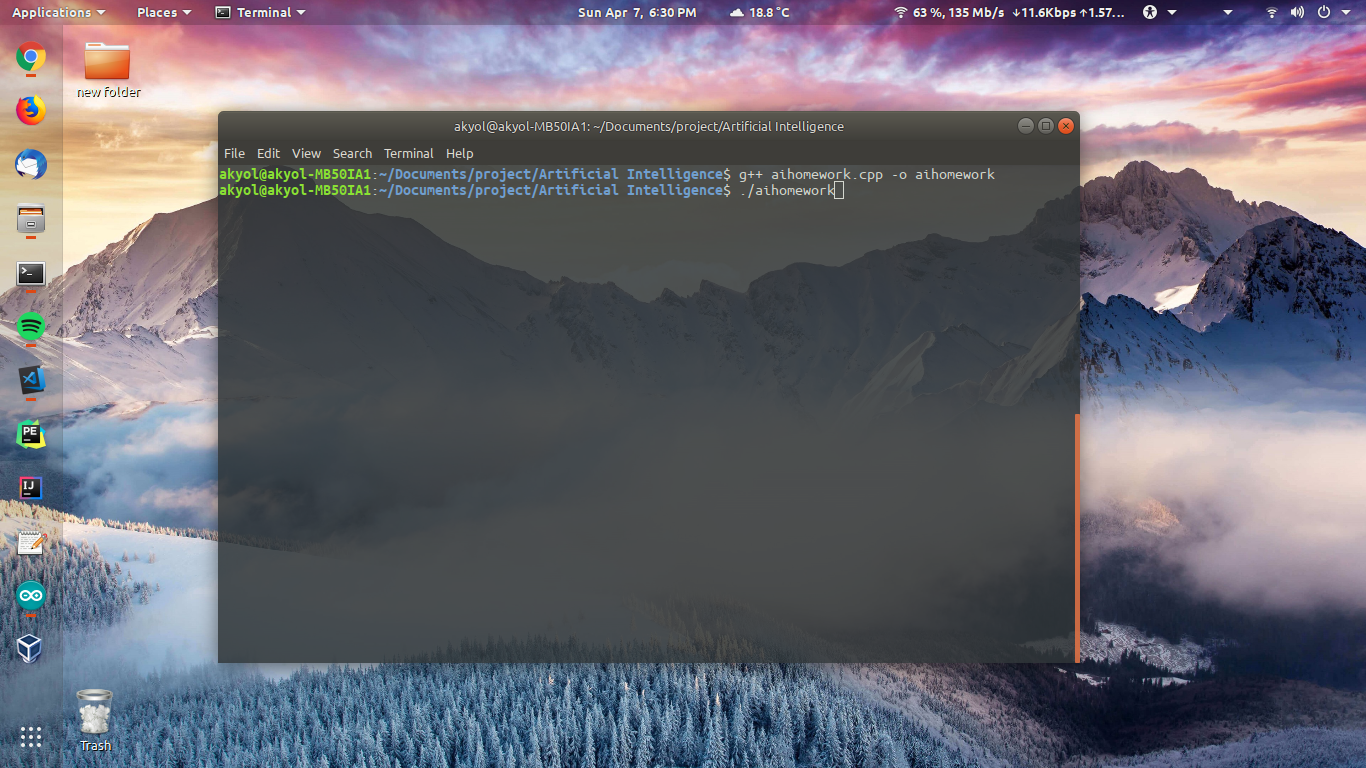 Applications Places Terminal Sun Apr 7, 6:30 PM 18.8 °C 63 %, 135 Mb/s ↓11.6Kbps ↑1.57...
new folder
akyol@akyol-MB50IA1: ~/Documents/project/Artificial Intelligence
File Edit View Search Terminal Help
akyol@akyol-MB50IA1:~/Documents/project/Artificial Intelligence$ g++ aihomework.cpp -o aihomework
akyol@akyol-MB50IA1:~/Documents/project/Artificial Intelligence$ ./aihomework
>_
PE
IJ
Trash